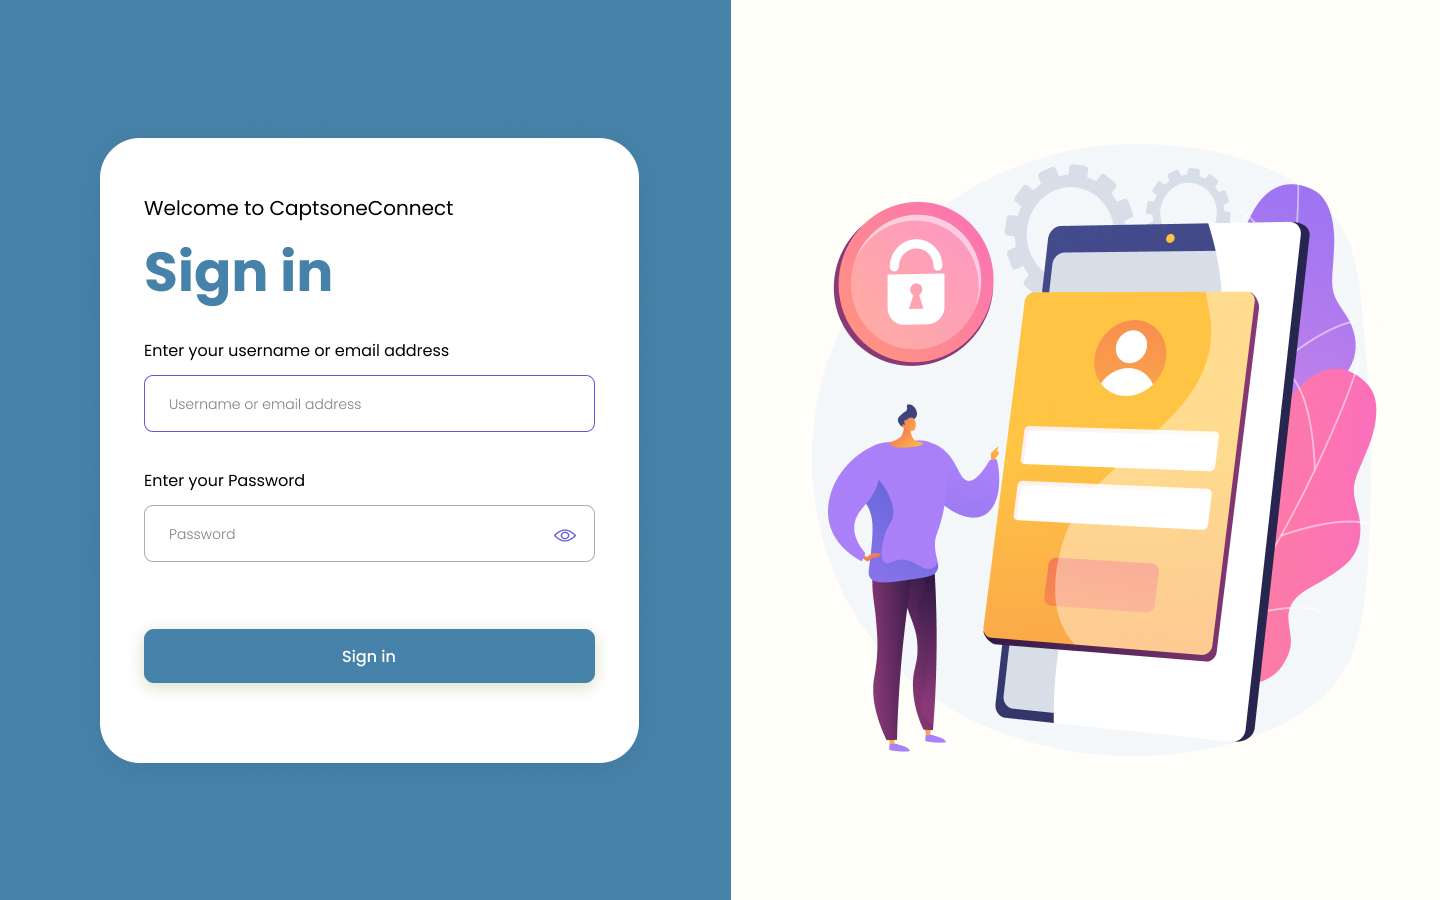 Welcome to CaptsoneConnect
Sign in
Enter your username or email address
Username or email address
Enter your Password
Password
Sign in